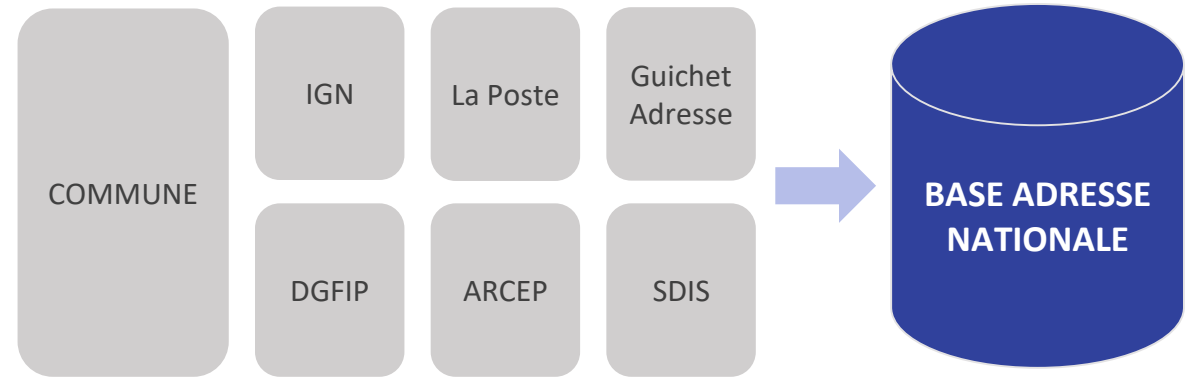 COMMUNE
IGN
La Poste
Guichet
Adresse
DGFIP
ARCEP
SDIS
BASE ADRESSE
NATIONALE